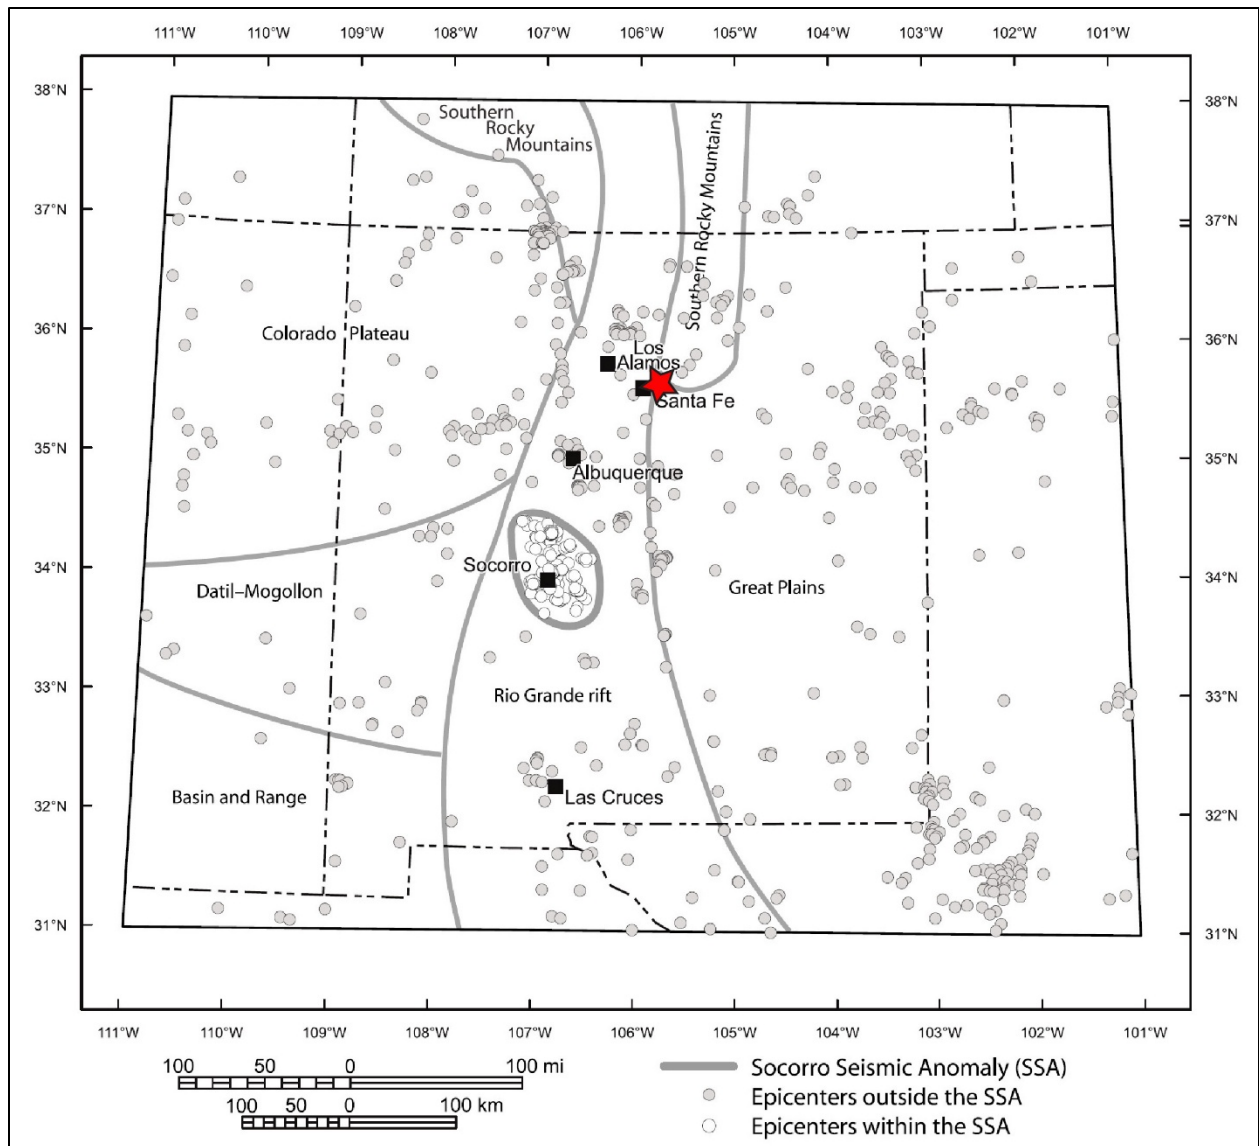 111°W 110°W 109°W 108°W 107°W 106°W 105°W 104°W 103°W 102°W 101°W
38°N 38°N
Southern
Rocky
Mountains
Southern Rocky Mountains
37°N 37°N
36°N 36°N
Colorado Plateau
Los
Alamos
Santa Fe
35°N 35°N
Albuquerque
34°N 34°N
Socorro
Datil–Mogollon
Great Plains
33°N 33°N
Rio Grande rift
32°N 32°N
Basin and Range
Las Cruces
31°N 31°N
111°W 110°W 109°W 108°W 107°W 106°W 105°W 104°W 103°W 102°W 101°W
100 50 0 100 mi
100 50 0 100 km
Socorro Seismic Anomaly (SSA)
Epicenters outside the SSA
Epicenters within the SSA